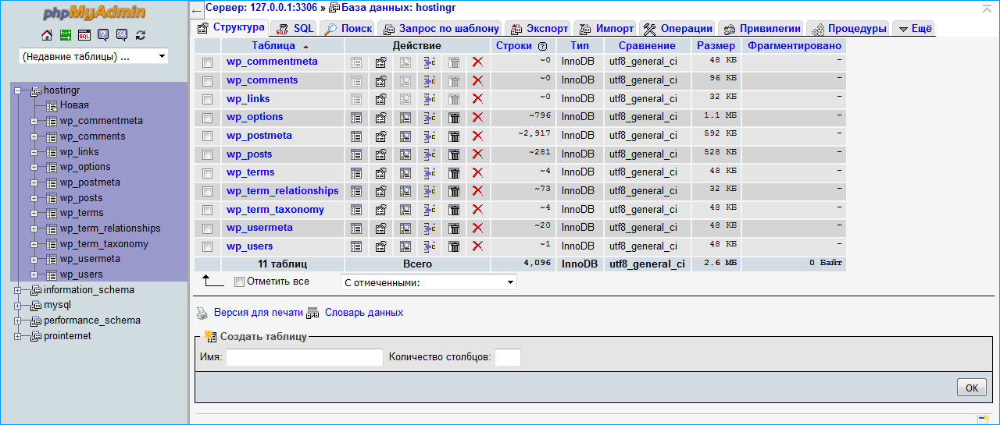 phpMyAdmin
(Недавние таблицы) ...
hostingr
Новая
wp_commentmeta
wp_comments
wp_links
wp_options
wp_postmeta
wp_posts
wp_terms
wp_term_relationships
wp_term_taxonomy
wp_usermeta
wp_users
information_schema
mysql
performance_schema
prointernet
Сервер: 127.0.0.1:3306 » База данных: hostingr
Структура SQL Поиск Запрос по шаблону Экспорт Импорт Операции Привилегии Процедуры Ещё
Таблица Действие Строки Тип Сравнение Размер Фрагментировано
wp_commentmeta ~0 InnoDB utf8_general_ci 48 КБ -
wp_comments ~0 InnoDB utf8_general_ci 96 КБ -
wp_links ~0 InnoDB utf8_general_ci 32 КБ -
wp_options ~796 InnoDB utf8_general_ci 1.1 МБ -
wp_postmeta ~2,917 InnoDB utf8_general_ci 592 КБ -
wp_posts ~281 InnoDB utf8_general_ci 528 КБ -
wp_terms ~4 InnoDB utf8_general_ci 48 КБ -
wp_term_relationships ~73 InnoDB utf8_general_ci 32 КБ -
wp_term_taxonomy ~4 InnoDB utf8_general_ci 48 КБ -
wp_usermeta ~20 InnoDB utf8_general_ci 48 КБ -
wp_users ~1 InnoDB utf8_general_ci 48 КБ -
11 таблиц Всего 4,096 InnoDB utf8_general_ci 2.6 МБ 0 Байт
Отметить все С отмеченными:
Версия для печати Словарь данных
Создать таблицу
Имя: Количество столбцов:
OK